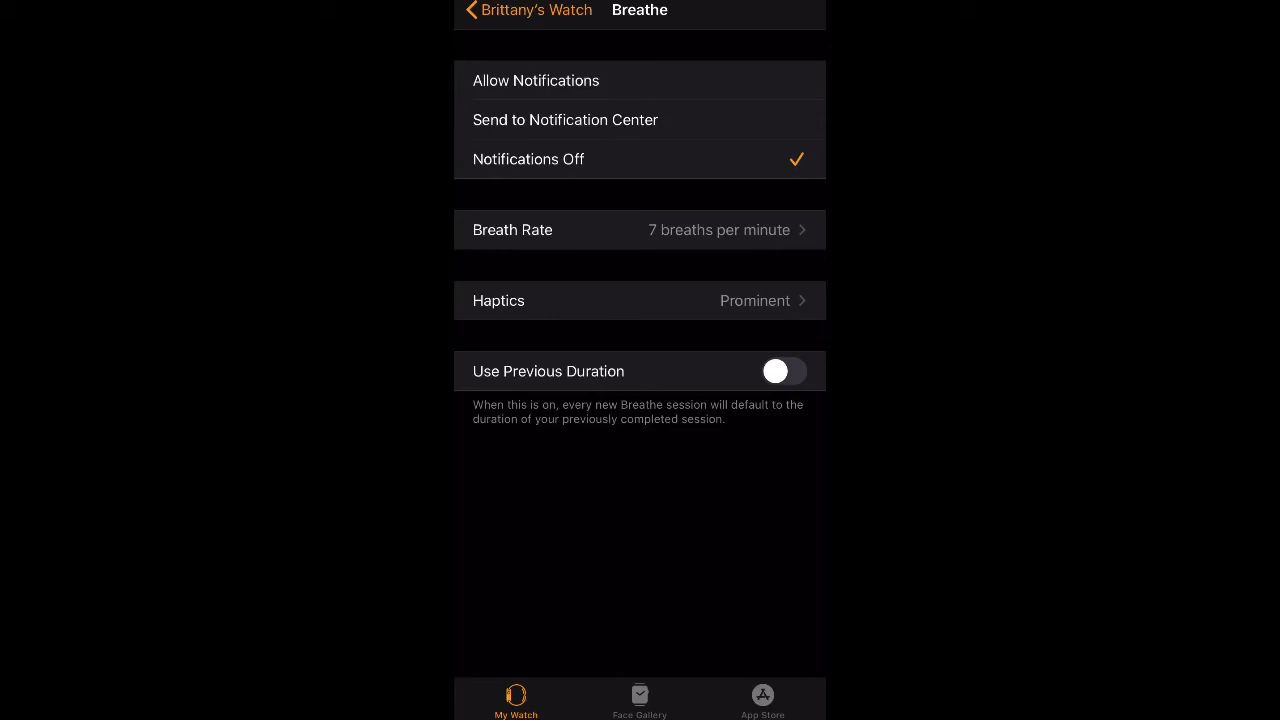 Brittany’s Watch Breathe
Allow Notifications
Send to Notification Center
Notifications Off
Breath Rate 7 breaths per minute
Haptics Prominent
Use Previous Duration
When this is on, every new Breathe session will default to the
duration of your previously completed session.
My Watch Face Gallery App Store